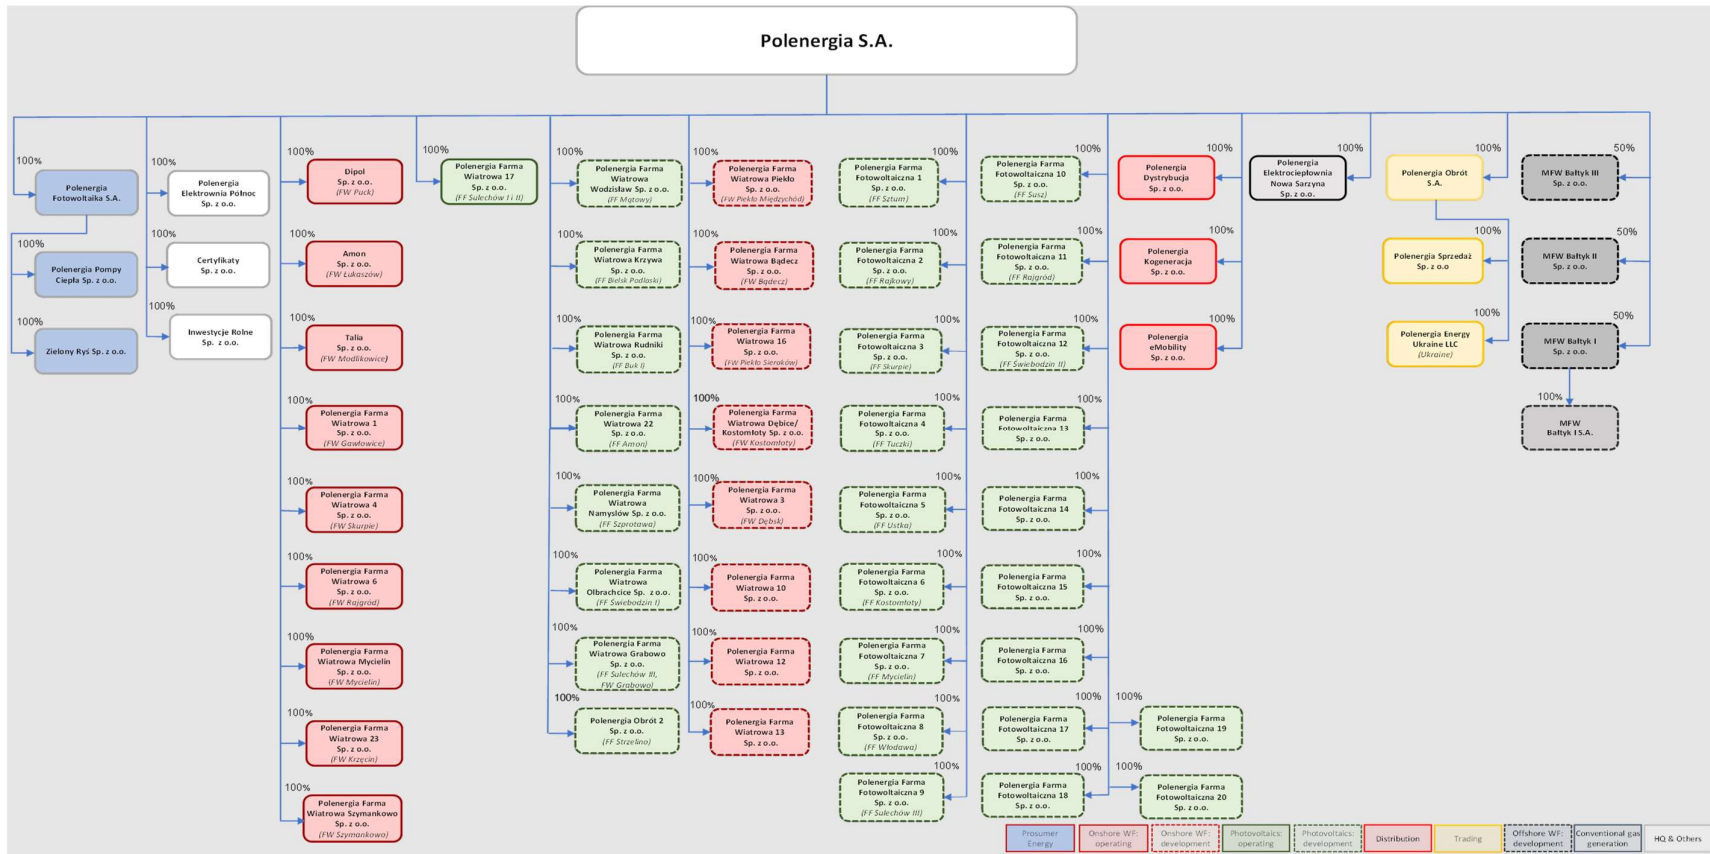 Polenergia S.A.
100%
Polenergia
Fotowoltaika S.A.
100%
Polenergia Pompy
Ciepła Sp. z o.o.
100%
Zielony Ryś Sp. z o.o.
100%
Polenergia
Elektrownia Północ
Sp. z o.o.
100%
Certyfikaty
Sp. z o.o.
100%
Inwestycje Rolne
Sp. z o.o.
100%
Dipol
Sp. z o.o.
(FW Puck)
100%
Amon
Sp. z o.o.
(FW Łukaszów)
100%
Talia
Sp. z o.o.
(FW Modlikowice)
100%
Polenergia Farma
Wiatrowa 1
Sp. z o.o.
(FW Gawłowice)
100%
Polenergia Farma
Wiatrowa 4
Sp. z o.o.
(FW Skurpie)
100%
Polenergia Farma
Wiatrowa 6
Sp. z o.o.
(FW Rajgród)
100%
Polenergia Farma
Wiatrowa Mycielin
Sp. z o.o.
(FW Mycielin)
100%
Polenergia Farma
Wiatrowa 23
Sp. z o.o.
(FW Krzęcin)
100%
Polenergia Farma
Wiatrowa Szymankowo
Sp. z o.o.
(FW Szymankowo)
100%
Polenergia Farma
Wiatrowa 17
Sp. z o.o.
(FF Sulechów I i II)
100%
Polenergia Farma
Wiatrowa
Wodzisław Sp. z o.o.
(FF Mątowy)
100%
Polenergia Farma
Wiatrowa Krzywa
Sp. z o.o.
(FF Bielsk Podlaski)
100%
Polenergia Farma
Wiatrowa Rudniki
Sp. z o.o.
(FF Buk I)
100%
Polenergia Farma
Wiatrowa 22
Sp. z o.o.
(FF Amon)
100%
Polenergia Farma
Wiatrowa
Namysłów Sp. z o.o.
(FF Szprotawa)
100%
Polenergia Farma
Wiatrowa
Olbrachcice Sp. z o.o.
(FF Świebodzin I)
100%
Polenergia Farma
Wiatrowa Grabowo
Sp. z o.o.
(FF Sulechów III,
FW Grabowo)
100%
Polenergia Obrót 2
Sp. z o.o.
(FF Strzelino)
100%
Polenergia Farma
Wiatrowa Piekło
Sp. z o.o.
(FW Piekło Międzychód)
100%
Polenergia Farma
Wiatrowa Bądecz
Sp. z o.o.
(FW Bądecz)
100%
Polenergia Farma
Wiatrowa 16
Sp. z o.o.
(FW Piekło Sieraków)
100%
Polenergia Farma
Wiatrowa Dębice/
Kostomłoty Sp. z o.o.
(FW Kostomłoty)
100%
Polenergia Farma
Wiatrowa 3
Sp. z o.o.
(FW Dębsk)
100%
Polenergia Farma
Wiatrowa 10
Sp. z o.o.
100%
Polenergia Farma
Wiatrowa 12
Sp. z o.o.
100%
Polenergia Farma
Wiatrowa 13
Sp. z o.o.
100%
Polenergia Farma
Fotowoltaiczna 1
Sp. z o.o.
(FF Sztum)
100%
Polenergia Farma
Fotowoltaiczna 2
Sp. z o.o.
(FF Rajkowy)
100%
Polenergia Farma
Fotowoltaiczna 3
Sp. z o.o.
(FF Skurpie)
100%
Polenergia Farma
Fotowoltaiczna 4
Sp. z o.o.
(FF Tuczki)
100%
Polenergia Farma
Fotowoltaiczna 5
Sp. z o.o.
(FF Ustka)
100%
Polenergia Farma
Fotowoltaiczna 6
Sp. z o.o.
(FF Kostomłoty)
100%
Polenergia Farma
Fotowoltaiczna 7
Sp. z o.o.
(FF Mycielin)
100%
Polenergia Farma
Fotowoltaiczna 8
Sp. z o.o.
(FF Włodawa)
100%
Polenergia Farma
Fotowoltaiczna 9
Sp. z o.o.
(FF Sulechów III)
100%
Polenergia Farma
Fotowoltaiczna 10
Sp. z o.o.
(FF Susz)
100%
Polenergia Farma
Fotowoltaiczna 11
Sp. z o.o.
(FF Rajgród)
100%
Polenergia Farma
Fotowoltaiczna 12
Sp. z o.o.
(FF Świebodzin II)
100%
Polenergia Farma
Fotowoltaiczna 13
Sp. z o.o.
100%
Polenergia Farma
Fotowoltaiczna 14
Sp. z o.o.
100%
Polenergia Farma
Fotowoltaiczna 15
Sp. z o.o.
100%
Polenergia Farma
Fotowoltaiczna 16
Sp. z o.o.
100%
Polenergia Farma
Fotowoltaiczna 17
Sp. z o.o.
100%
Polenergia Farma
Fotowoltaiczna 18
Sp. z o.o.
100%
Polenergia Farma
Fotowoltaiczna 19
Sp. z o.o.
100%
Polenergia Farma
Fotowoltaiczna 20
Sp. z o.o.
100%
Polenergia
Dystrybucja
Sp. z o.o.
100%
Polenergia
Kogeneracja
Sp. z o.o.
100%
Polenergia
eMobility
Sp. z o.o.
100%
Polenergia
Elektrociepłownia
Nowa Sarzyna
Sp. z o.o.
100%
Polenergia Obrót
S.A.
100%
Polenergia Sprzedaż
Sp. z o.o
100%
Polenergia Energy
Ukraine LLC
(Ukraine)
50%
MFW Bałtyk III
Sp. z o.o.
50%
MFW Bałtyk II
Sp. z o.o.
50%
MFW Bałtyk I
Sp. z o.o.
100%
MFW
Bałtyk I S.A.
Prosumer
Energy
Onshore WF:
operating
Onshore WF:
development
Photovoltaics:
operating
Photovoltaics:
development
Distribution
Trading
Offshore WF:
development
Conventional gas
generation
HQ & Others